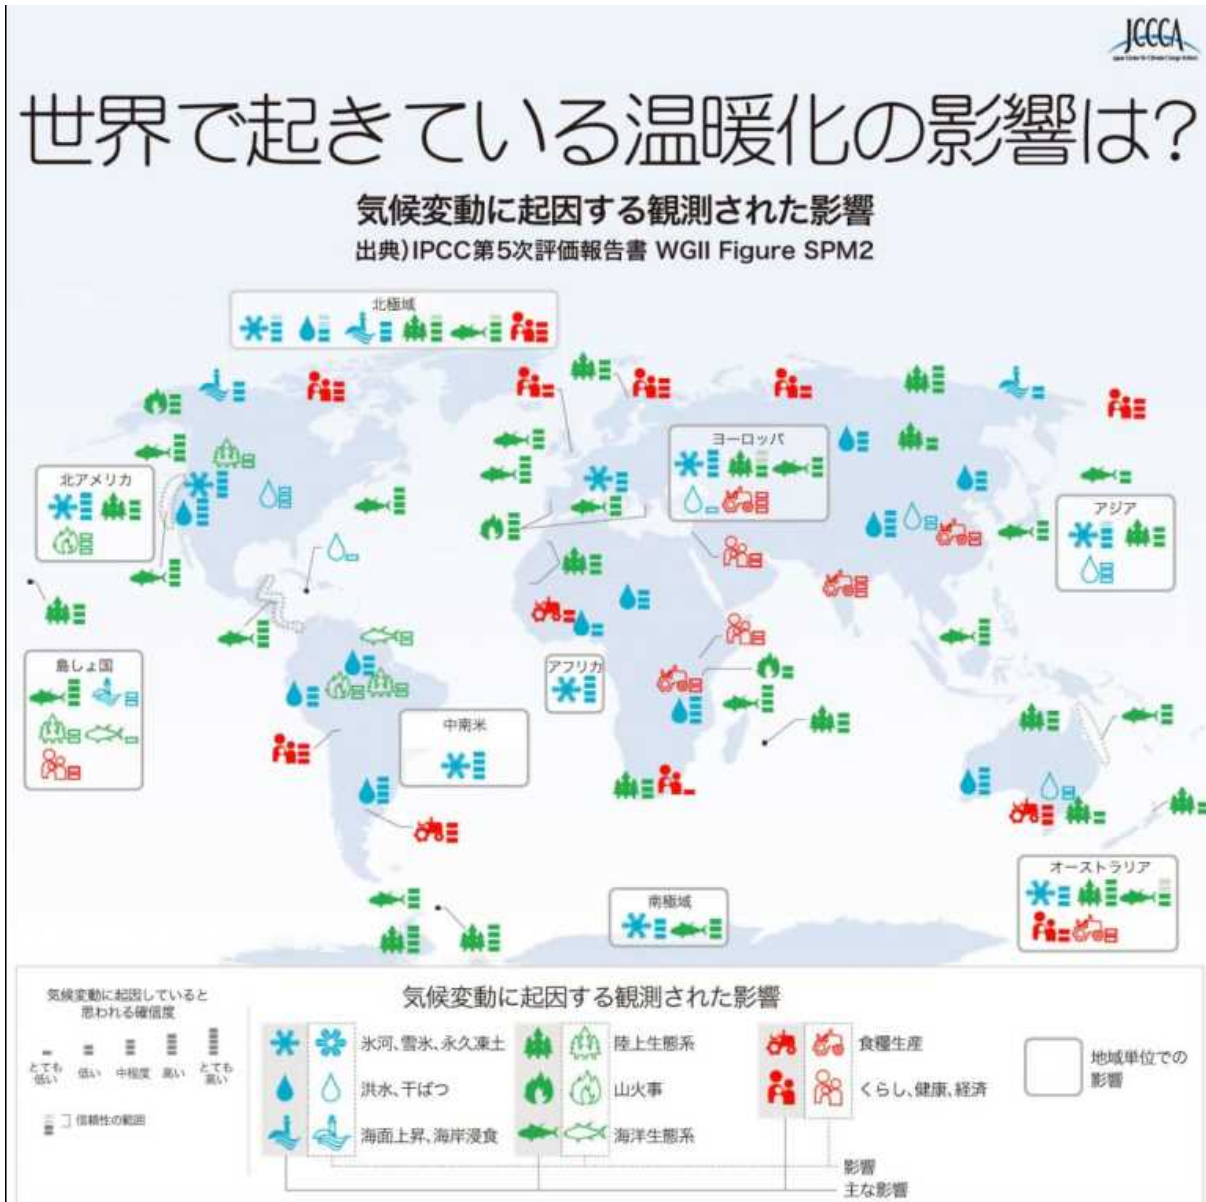 JCCCA
世界で起きている温暖化の影響は?
気候変動に起因する観測された影響
出典)IPCC第5次評価報告書 WGII Figure SPM2
北極域
北アメリカ
ヨーロッパ
アジア
島しょ国
アフリカ
中南米
オーストラリア
南極域
気候変動に起因していると
思われる確信度
とても
低い
低い
中程度
高い
とても
高い
信頼性の範囲
気候変動に起因する観測された影響
氷河、雪氷、永久凍土
洪水、干ばつ
海面上昇、海岸浸食
陸上生態系
山火事
海洋生態系
食糧生産
くらし、健康、経済
影響
主な影響
地域単位での
影響